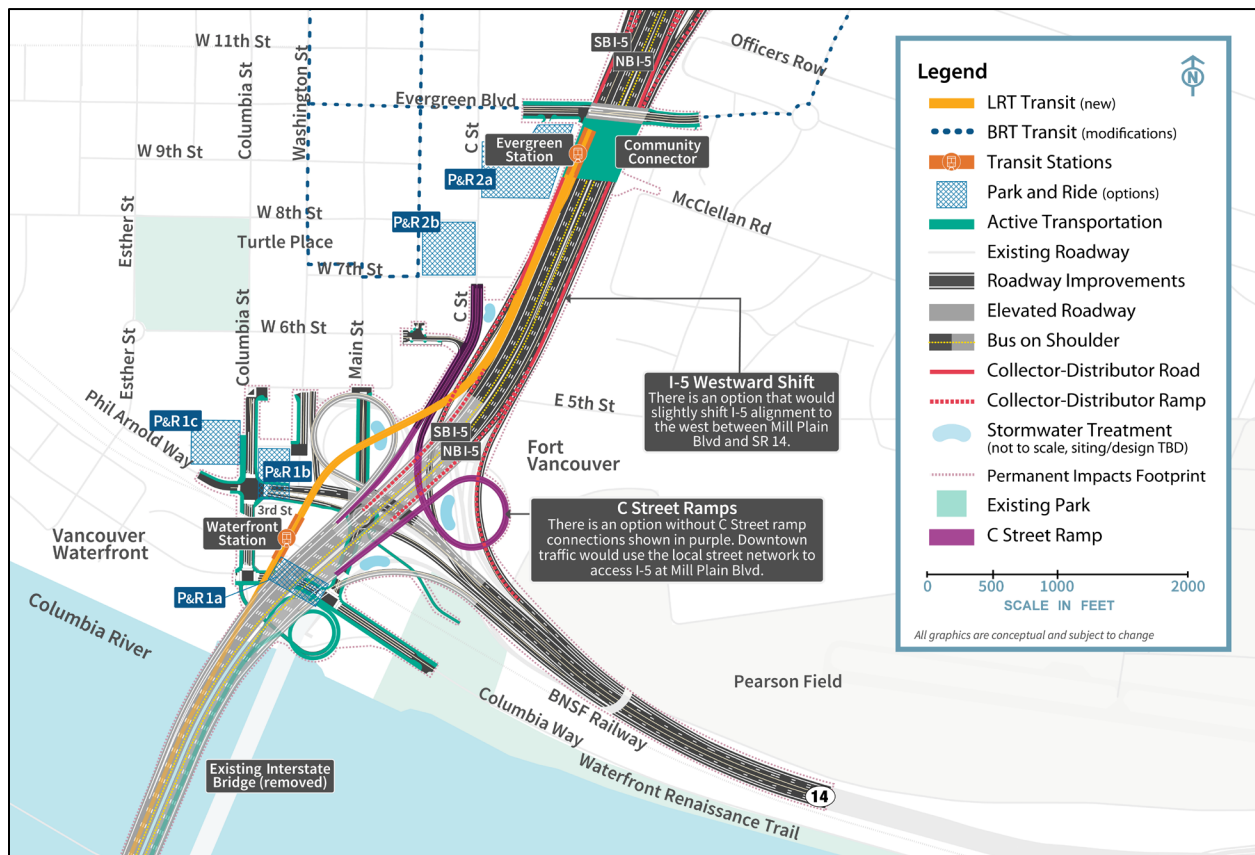 W 11th St
Columbia St
Washington St
SB I-5
NB I-5
Officers Row
Evergreen Blvd
C St
W 9th St
Evergreen
Station
Community
Connector
P&R 2a
McClellan Rd
Esther St
W 8th St
P&R 2b
Turtle Place
W 7th St
Columbia St
C St
W 6th St
Main St
Esther St
I-5 Westward Shift
There is an option that would
slightly shift I-5 alignment to
the west between Mill Plain
Blvd and SR 14.
E 5th St
Phil Arnold Way
P&R 1c
SB I-5
NB I-5
Fort
Vancouver
P&R 1b
3rd St
C Street Ramps
There is an option without C Street ramp
connections shown in purple. Downtown
traffic would use the local street network to
access I-5 at Mill Plain Blvd.
Vancouver
Waterfront
Waterfront
Station
P&R 1a
Columbia River
Pearson Field
BNSF Railway
Columbia Way
Waterfront Renaissance Trail
Existing Interstate
Bridge (removed)
14
Legend
N
LRT Transit (new)
BRT Transit (modifications)
Transit Stations
Park and Ride (options)
Active Transportation
Existing Roadway
Roadway Improvements
Elevated Roadway
Bus on Shoulder
Collector-Distributor Road
Collector-Distributor Ramp
Stormwater Treatment
(not to scale, siting/design TBD)
Permanent Impacts Footprint
Existing Park
C Street Ramp
0 500 1000 2000
SCALE IN FEET
All graphics are conceptual and subject to change